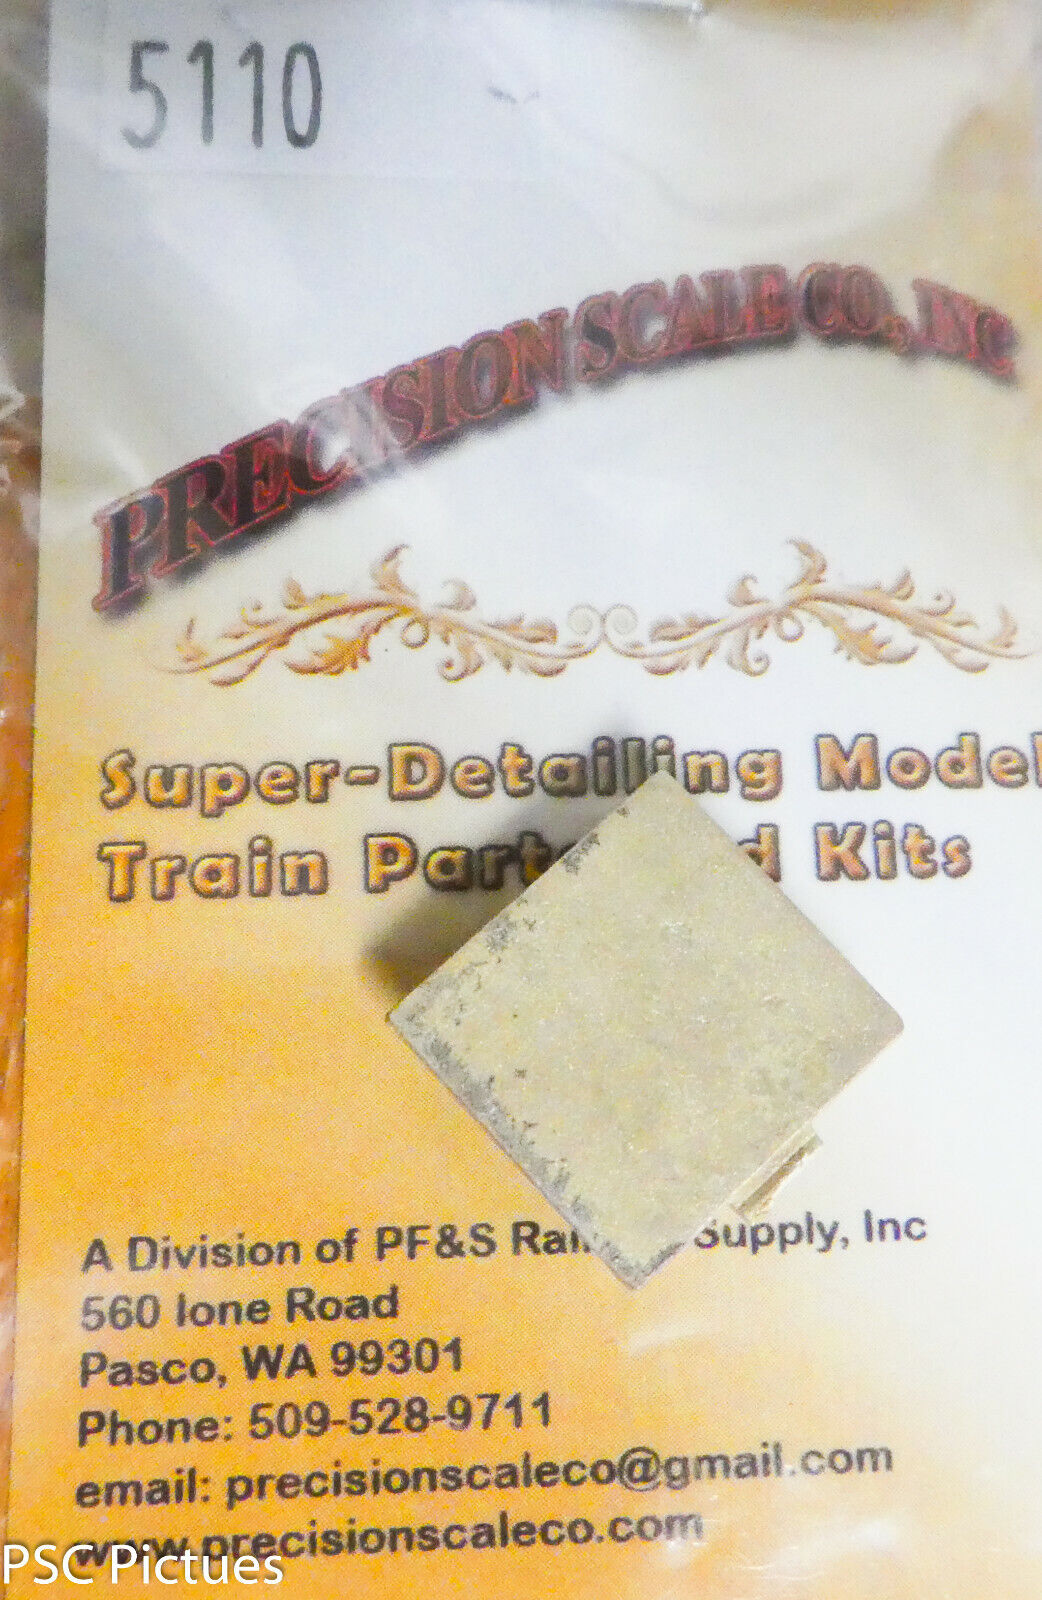 5110
PRECISION SCALE CO., INC
Super-Detailing Model
Train Kits
A Division of PF&S Supply, Inc
560 Ione Road
Pasco, WA 99301
Phone: 509-528-9711
email: precisionscaleco@gmail.com
www.precisionscaleco.com
PSC Pictues